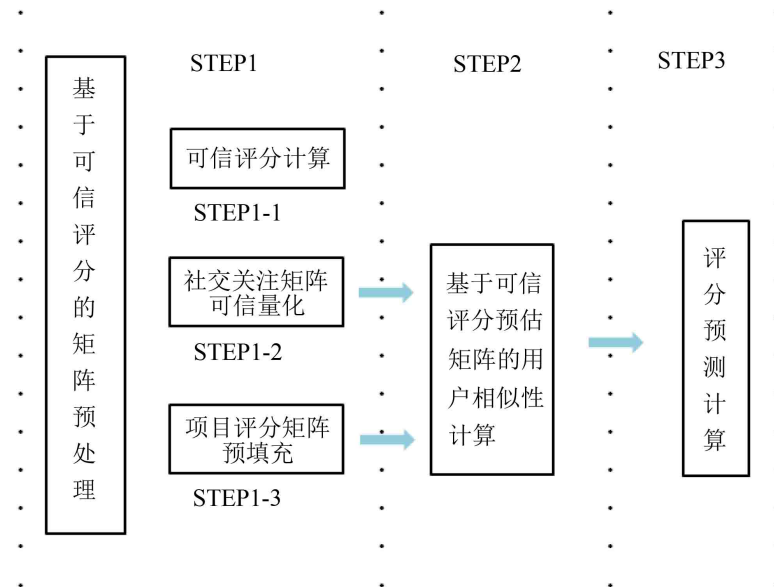 基于可信评分的矩阵预处理
STEP1
可信评分计算
STEP1-1
社交关注矩阵
可信量化
STEP1-2
项目评分矩阵
预填充
STEP1-3
STEP2
基于可信
评分预估
矩阵的用
户相似性
计算
STEP3
评分预测计算